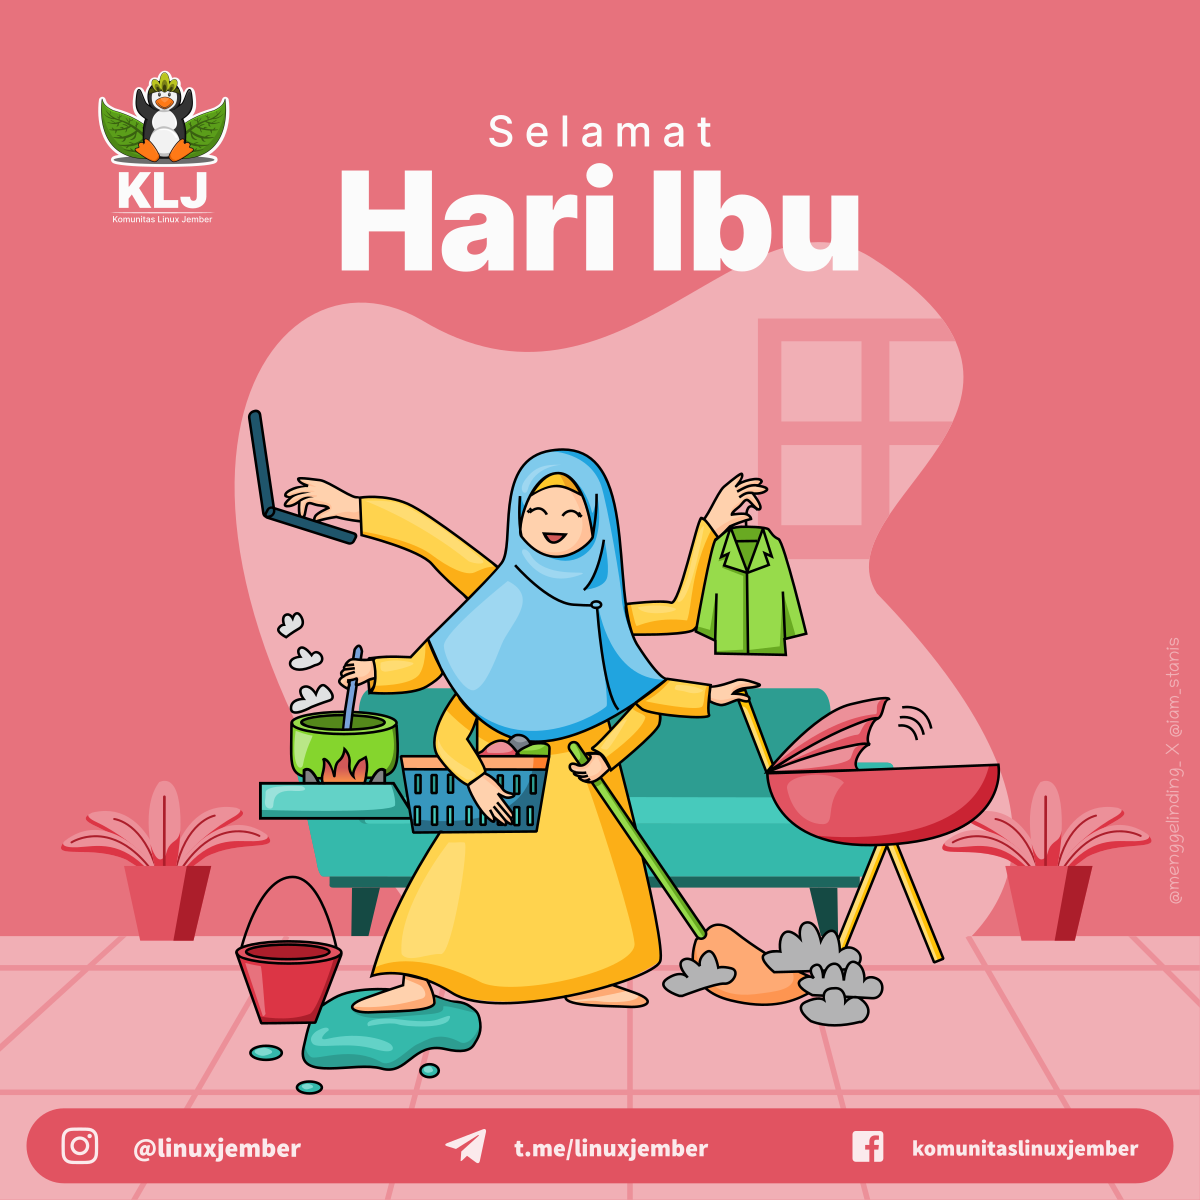 KLJ
Komunitas Linux Jember
Selamat
Hari Ibu
@menggelinding_ X @iam_stanis
@linuxjember
t.me/linuxjember
komunitaslinuxjember